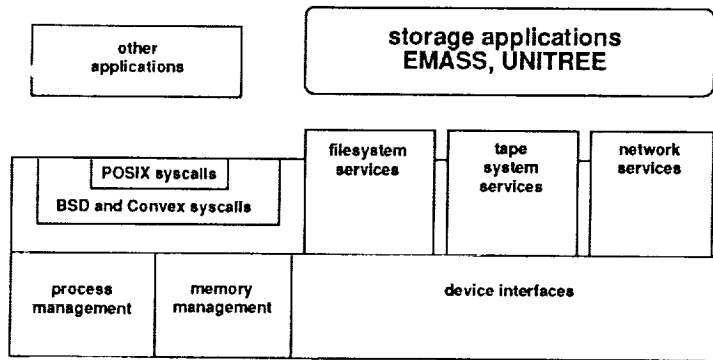 other
applications
storage applications
EMASS, UNITREE
POSIX syscalls
BSD and Convex syscalls
filesystem
services
tape
system
services
network
services
process
management
memory
management
device interfaces